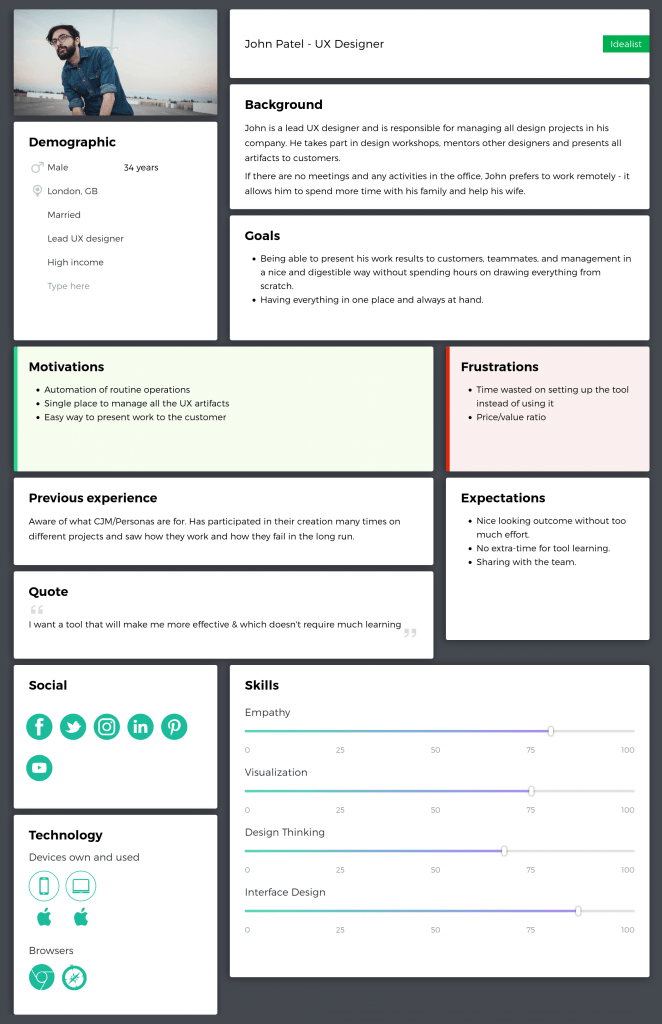 John Patel - UX Designer
Idealist
Demographic
Male 34 years
London, GB
Married
Lead UX designer
High income
Type here
Background
John is a lead UX designer and is responsible for managing all design projects in his
company. He takes part in design workshops, mentors other designers and presents all
artifacts to customers.
If there are no meetings and any activities in the office, John prefers to work remotely - it
allows him to spend more time with his family and help his wife.
Goals
Being able to present his work results to customers, teammates, and management in
a nice and digestible way without spending hours on drawing everything from
scratch.
Having everything in one place and always at hand.
Motivations
Automation of routine operations
Single place to manage all the UX artifacts
Easy way to present work to the customer
Frustrations
Time wasted on setting up the tool
instead of using it
Price/value ratio
Previous experience
Aware of what CJM/Personas are for. Has participated in their creation many times on
different projects and saw how they work and how they fail in the long run.
Expectations
Nice looking outcome without too
much effort.
No extra-time for tool learning.
Sharing with the team.
Quote
“
I want a tool that will make me more effective & which doesn't require much learning
”
Social
Skills
Empathy
0 25 50 75 100
Visualization
0 25 50 75 100
Design Thinking
0 25 50 75 100
Interface Design
0 25 50 75 100
Technology
Devices own and used
Browsers